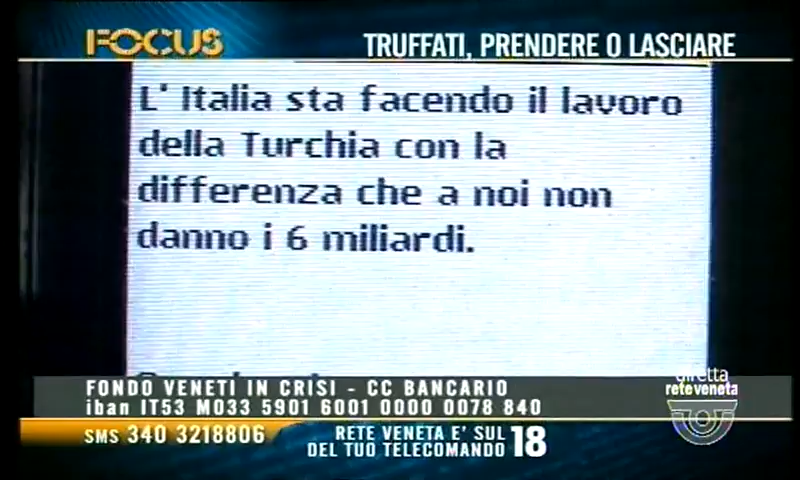 FOCUS
TRUFFATI, PRENDERE O LASCIARE
L' Italia sta facendo il lavoro
della Turchia con la
differenza che a noi non
danno i 6 miliardi.
diretta
reteveneta
FONDO VENETI IN CRISI - CC BANCARIO
iban IT53 M033 5901 6001 0000 0078 840
SMS 340 3218806
RETE VENETA E' SUL
DEL TUO TELECOMANDO 18